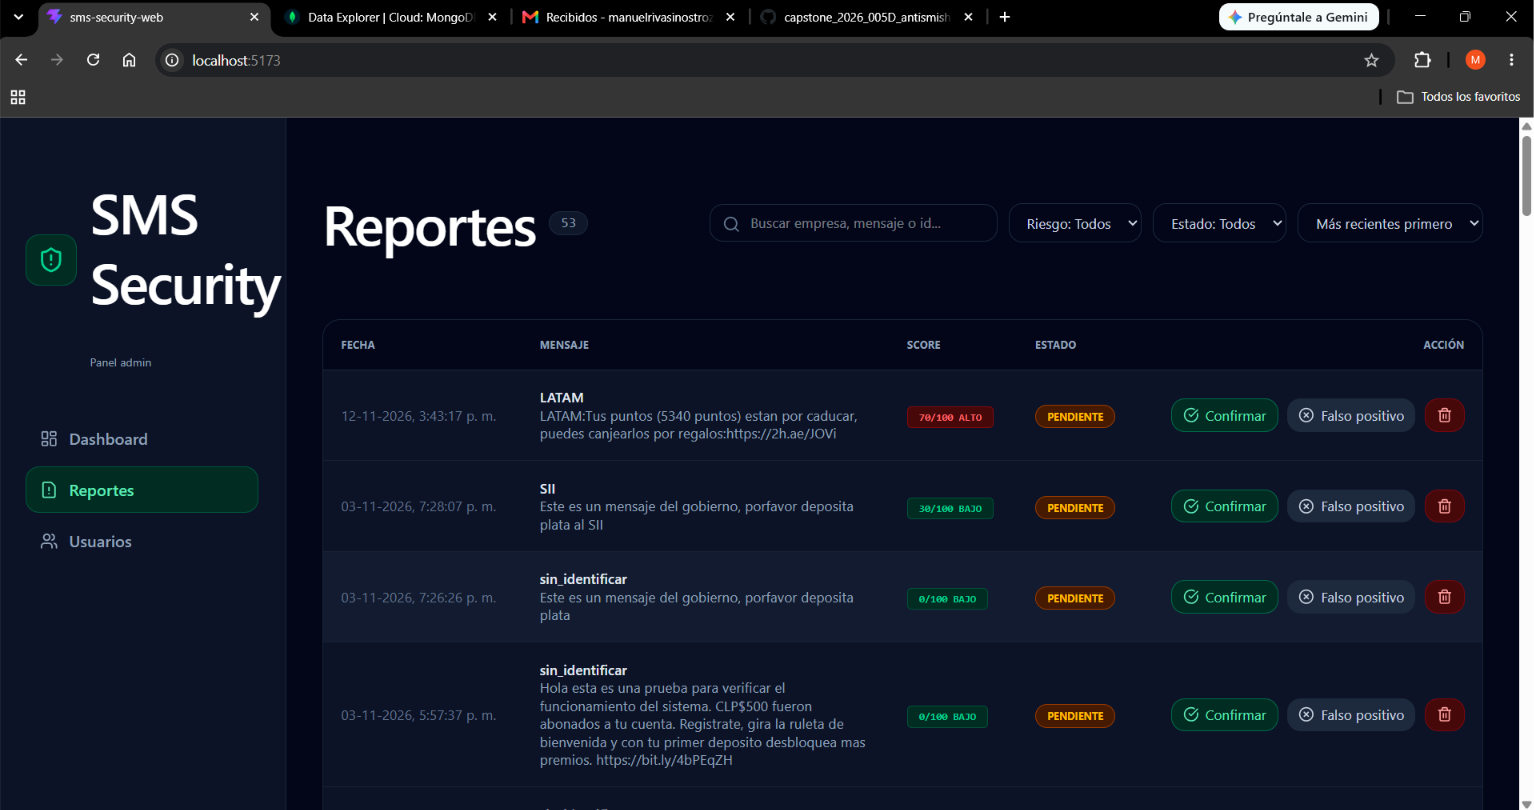 sms-security-web
Data Explorer | Cloud: MongoD
Recibidos - manuelrivasinostroz
capstone_2026_005D_antismish
Pregúntale a Gemini
localhost:5173
M
Todos los favoritos
SMS
Security
Panel admin
Dashboard
Reportes
Usuarios
Reportes
53
Buscar empresa, mensaje o id...
Riesgo: Todos
Estado: Todos
Más recientes primero
FECHA
MENSAJE
SCORE
ESTADO
ACCIÓN
12-11-2026, 3:43:17 p. m.
LATAM
LATAM:Tus puntos (5340 puntos) estan por caducar,
puedes canjearlos por regalos:https://2h.ae/JOVi
70/100 ALTO
PENDIENTE
Confirmar
Falso positivo
03-11-2026, 7:28:07 p. m.
SII
Este es un mensaje del gobierno, porfavor deposita
plata al SII
30/100 BAJO
PENDIENTE
Confirmar
Falso positivo
03-11-2026, 7:26:26 p. m.
sin_identificar
Este es un mensaje del gobierno, porfavor deposita
plata
0/100 BAJO
PENDIENTE
Confirmar
Falso positivo
03-11-2026, 5:57:37 p. m.
sin_identificar
Hola esta es una prueba para verificar el
funcionamiento del sistema. CLP$500 fueron
abonados a tu cuenta. Registrate, gira la ruleta de
bienvenida y con tu primer deposito desbloquea mas
premios. https://bit.ly/4bPEqZH
0/100 BAJO
PENDIENTE
Confirmar
Falso positivo